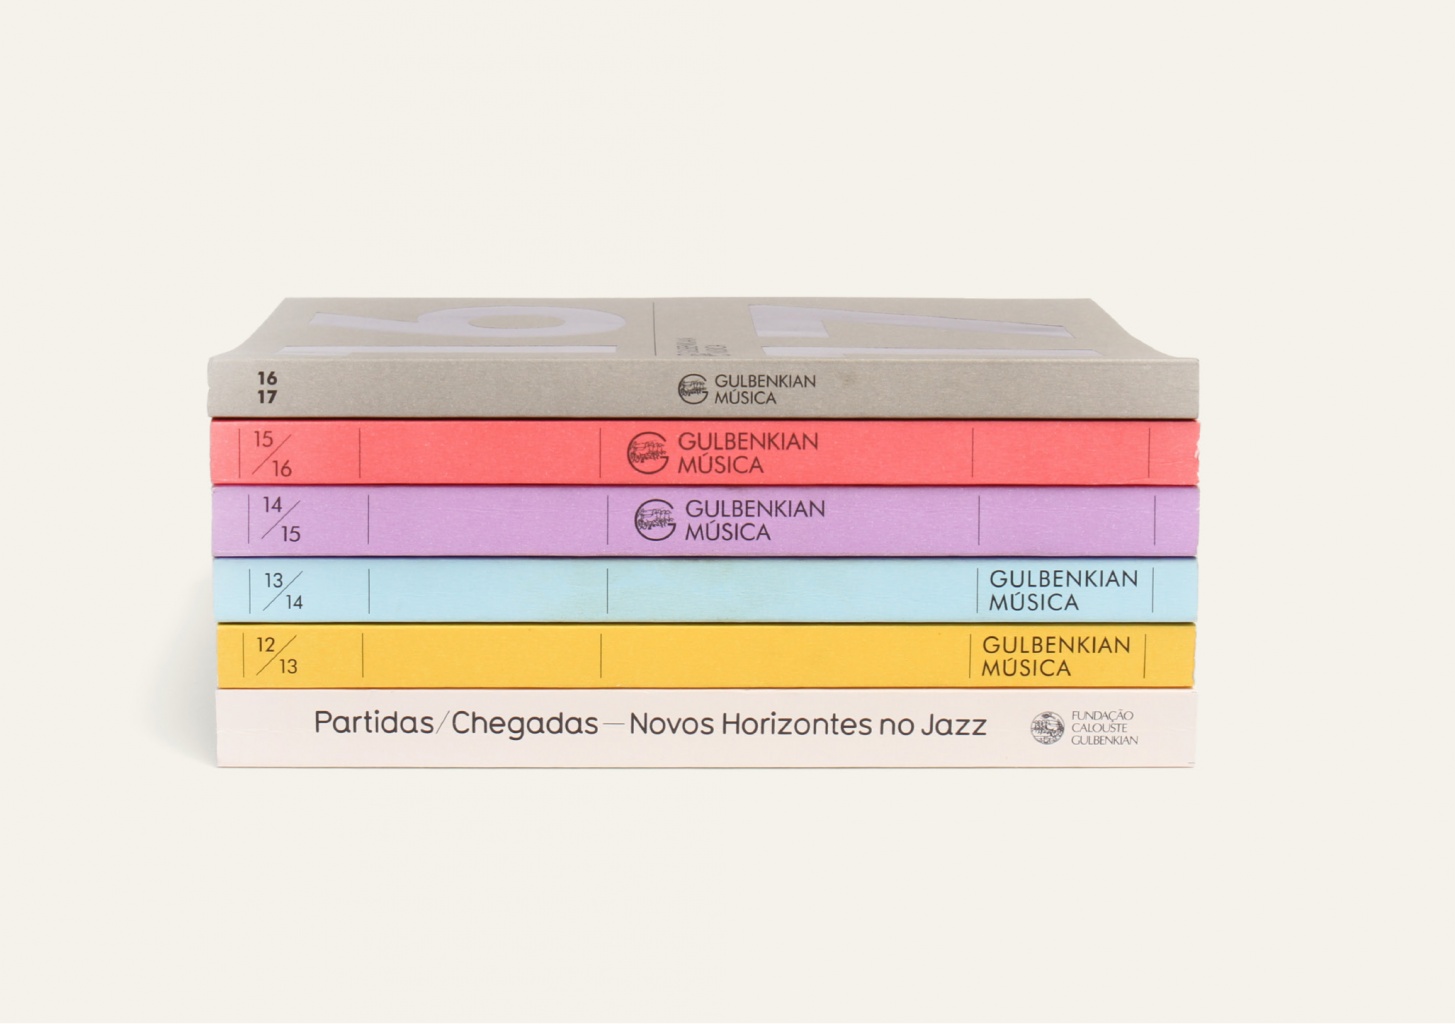 16
17
GULBENKIAN
MÚSICA
15/
16
GULBENKIAN
MÚSICA
14/
15
GULBENKIAN
MÚSICA
13/
14
GULBENKIAN
MÚSICA
12/
13
GULBENKIAN
MÚSICA
Partidas/Chegadas—Novos Horizontes no Jazz
FUNDAÇÃO
CALOUSTE
GULBENKIAN